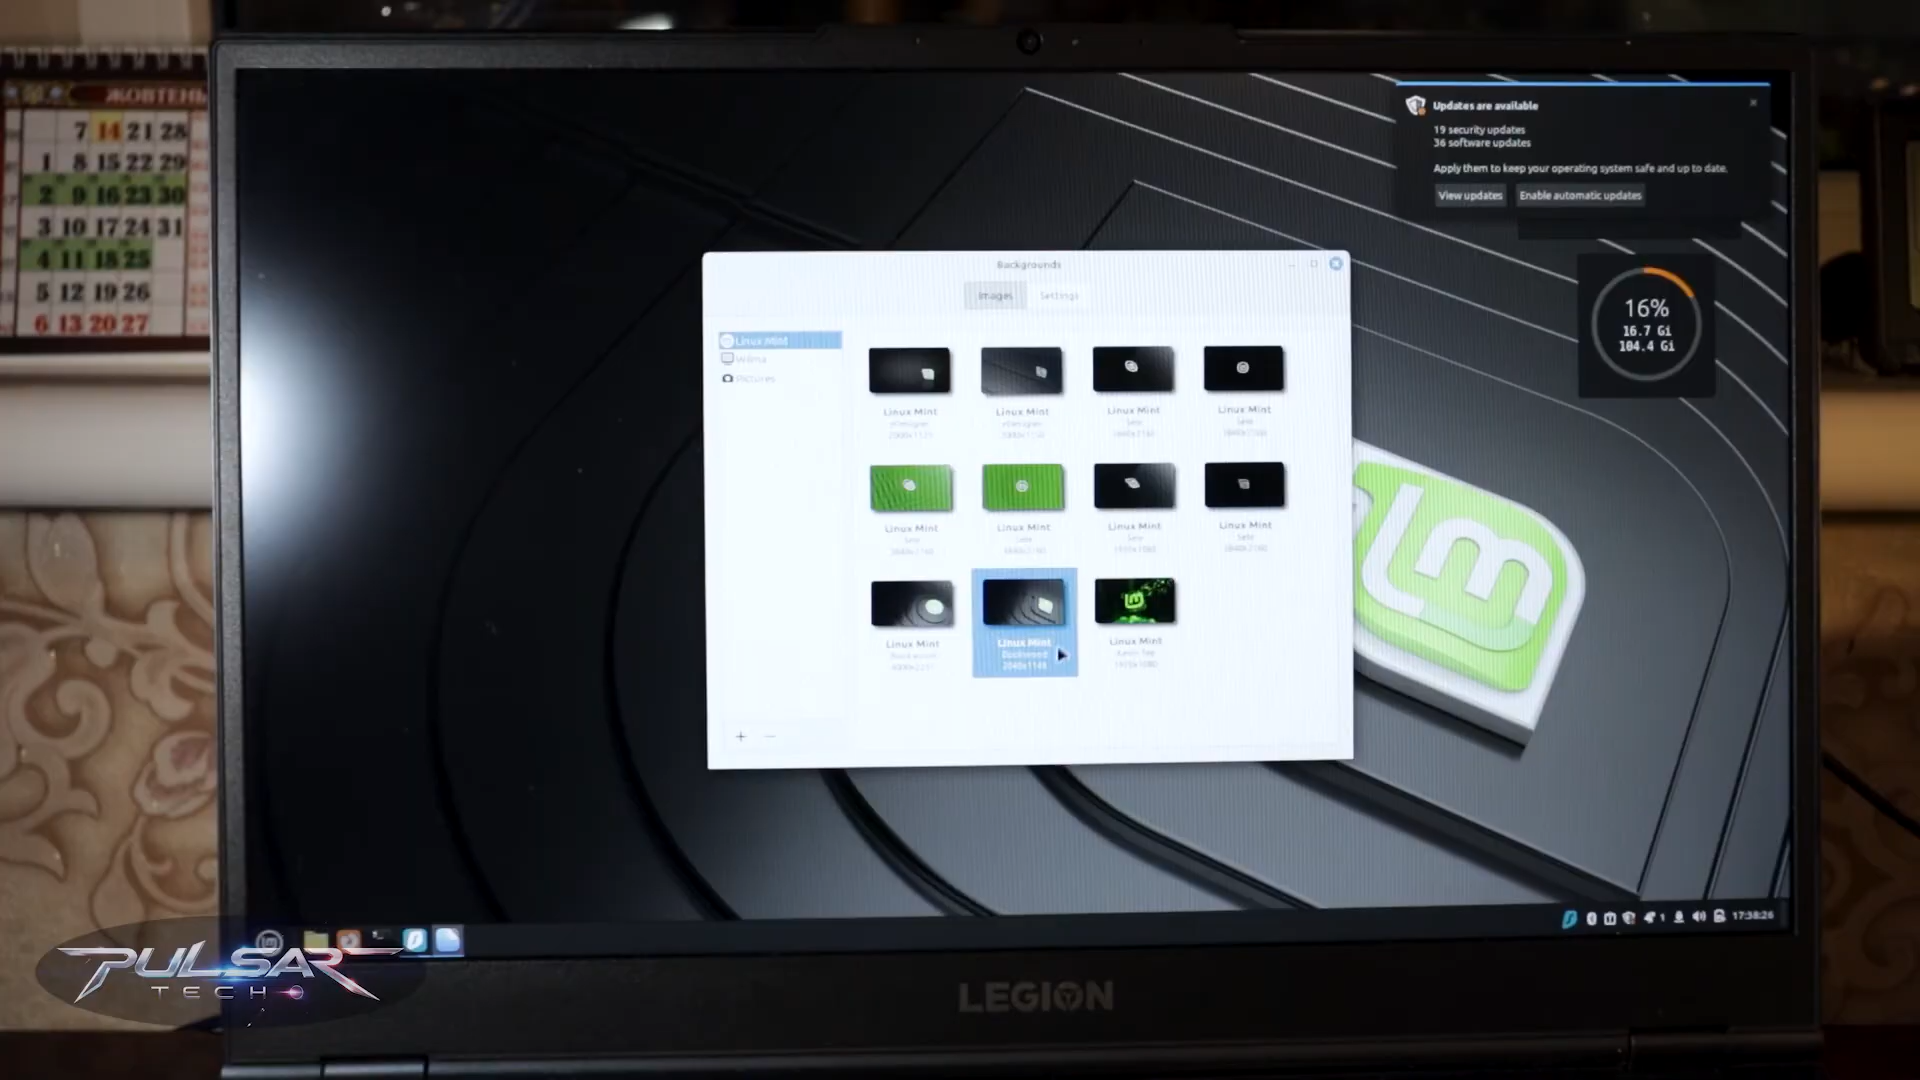 ЖОВТЕНЬ
7 14 21 28
1 8 15 22 29
2 9 16 23 30
3 10 17 24 31
4 11 18 25
5 12 19 26
6 13 20 27
Updates are available
19 security updates
36 software updates
Apply them to keep your operating system safe and up to date.
View updates
Enable automatic updates
16%
16.7 Gi
104.4 Gi
Backgrounds
Images
Settings
Linux Mint
Wilma
Pictures
Linux Mint
Linux Mint
Linux Mint
Linux Mint
Linux Mint
Linux Mint
Linux Mint
Linux Mint
Linux Mint
Linux Mint
Linux Mint
1
17:38:26
LEGION
PULSAR
TECH